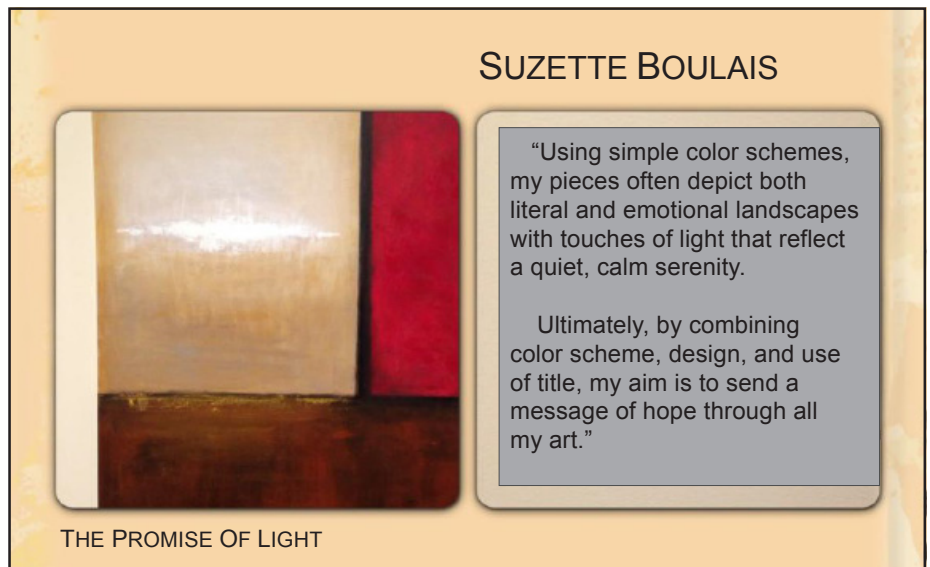 SUZETTE BOULAIS
“Using simple color schemes,
my pieces often depict both
literal and emotional landscapes
with touches of light that reflect
a quiet, calm serenity.
Ultimately, by combining
color scheme, design, and use
of title, my aim is to send a
message of hope through all
my art.”
THE PROMISE OF LIGHT